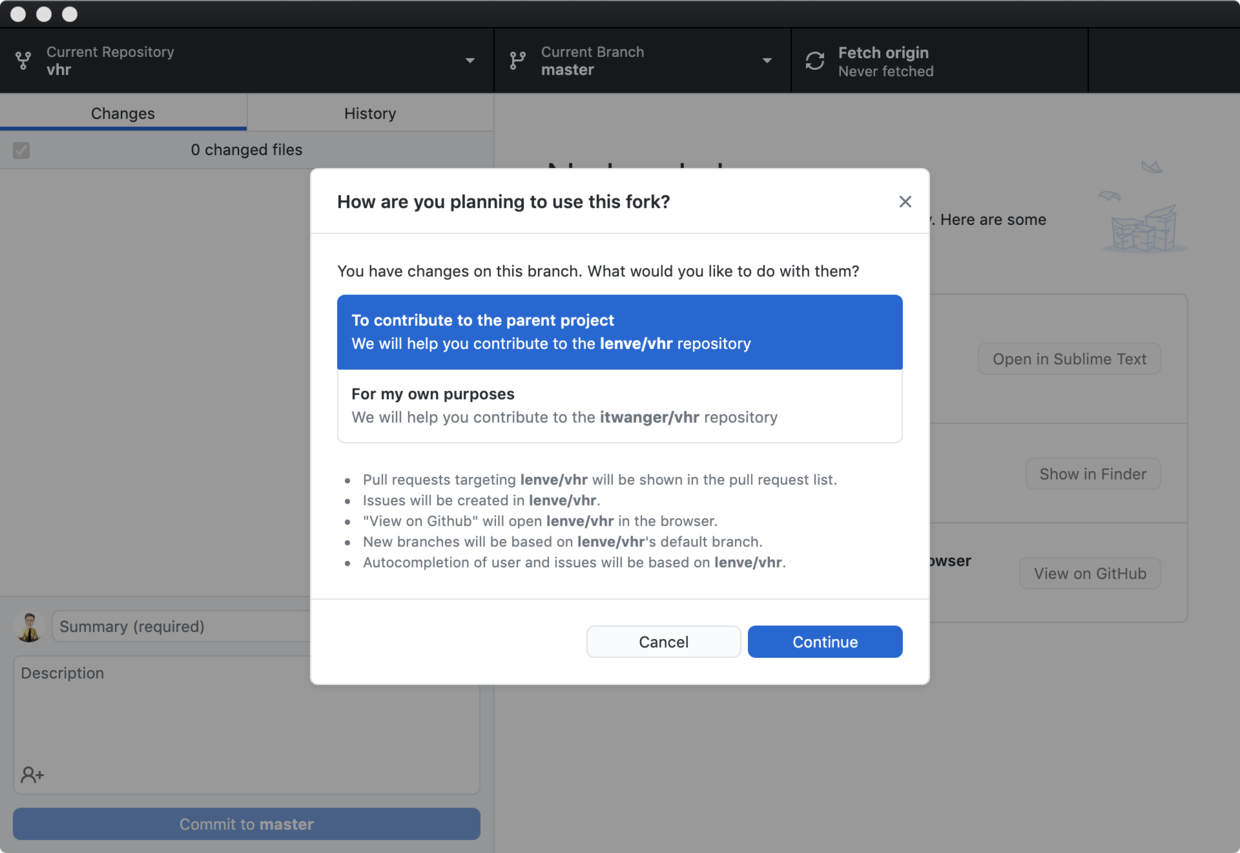 Current Repository
vhr
Current Branch
master
Fetch origin
Never fetched
Changes
History
0 changed files
Here are some
Open in Sublime Text
Show in Finder
View on GitHub
How are you planning to use this fork?
You have changes on this branch. What would you like to do with them?
To contribute to the parent project
We will help you contribute to the lenve/vhr repository
For my own purposes
We will help you contribute to the itwanger/vhr repository
Pull requests targeting lenve/vhr will be shown in the pull request list.
Issues will be created in lenve/vhr.
"View on Github" will open lenve/vhr in the browser.
New branches will be based on lenve/vhr's default branch.
Autocompletion of user and issues will be based on lenve/vhr.
Cancel
Continue
Summary (required)
Description
Commit to master